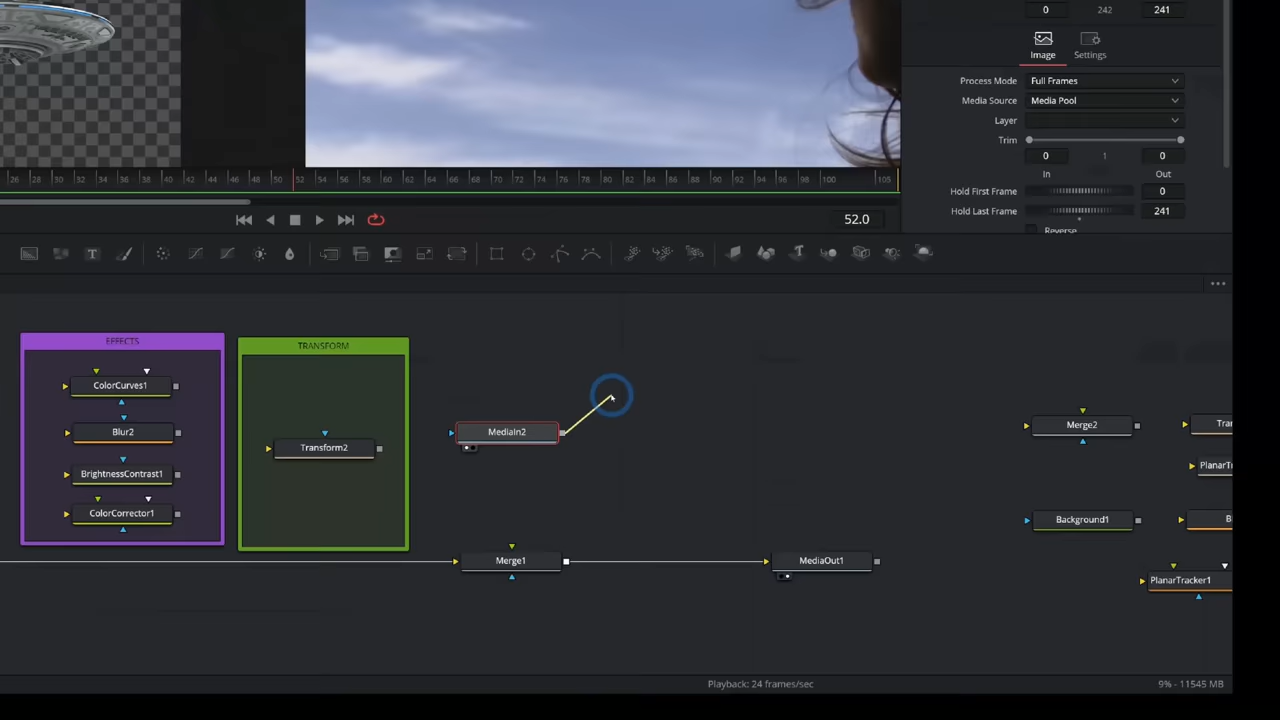 0 242 241
Image Settings
Process Mode Full Frames
Media Source Media Pool
Layer
Trim
0 1 0
In Out
Hold First Frame 0
Hold Last Frame 241
Reverse
26 28 30 32 34 36 38 40 42 44 46 48 50 52 54 56 58 60 62 64 66 68 70 72 74 76 78 80 82 84 86 88 90 92 94 96 98 100 105
52.0
EFFECTS
ColorCurves1
Blur2
BrightnessContrast1
ColorCorrector1
TRANSFORM
Transform2
MediaIn2
Merge1
MediaOut1
Merge2
Tran
PlanarTr
Background1
B
PlanarTracker1
Playback: 24 frames/sec
9% - 11545 MB